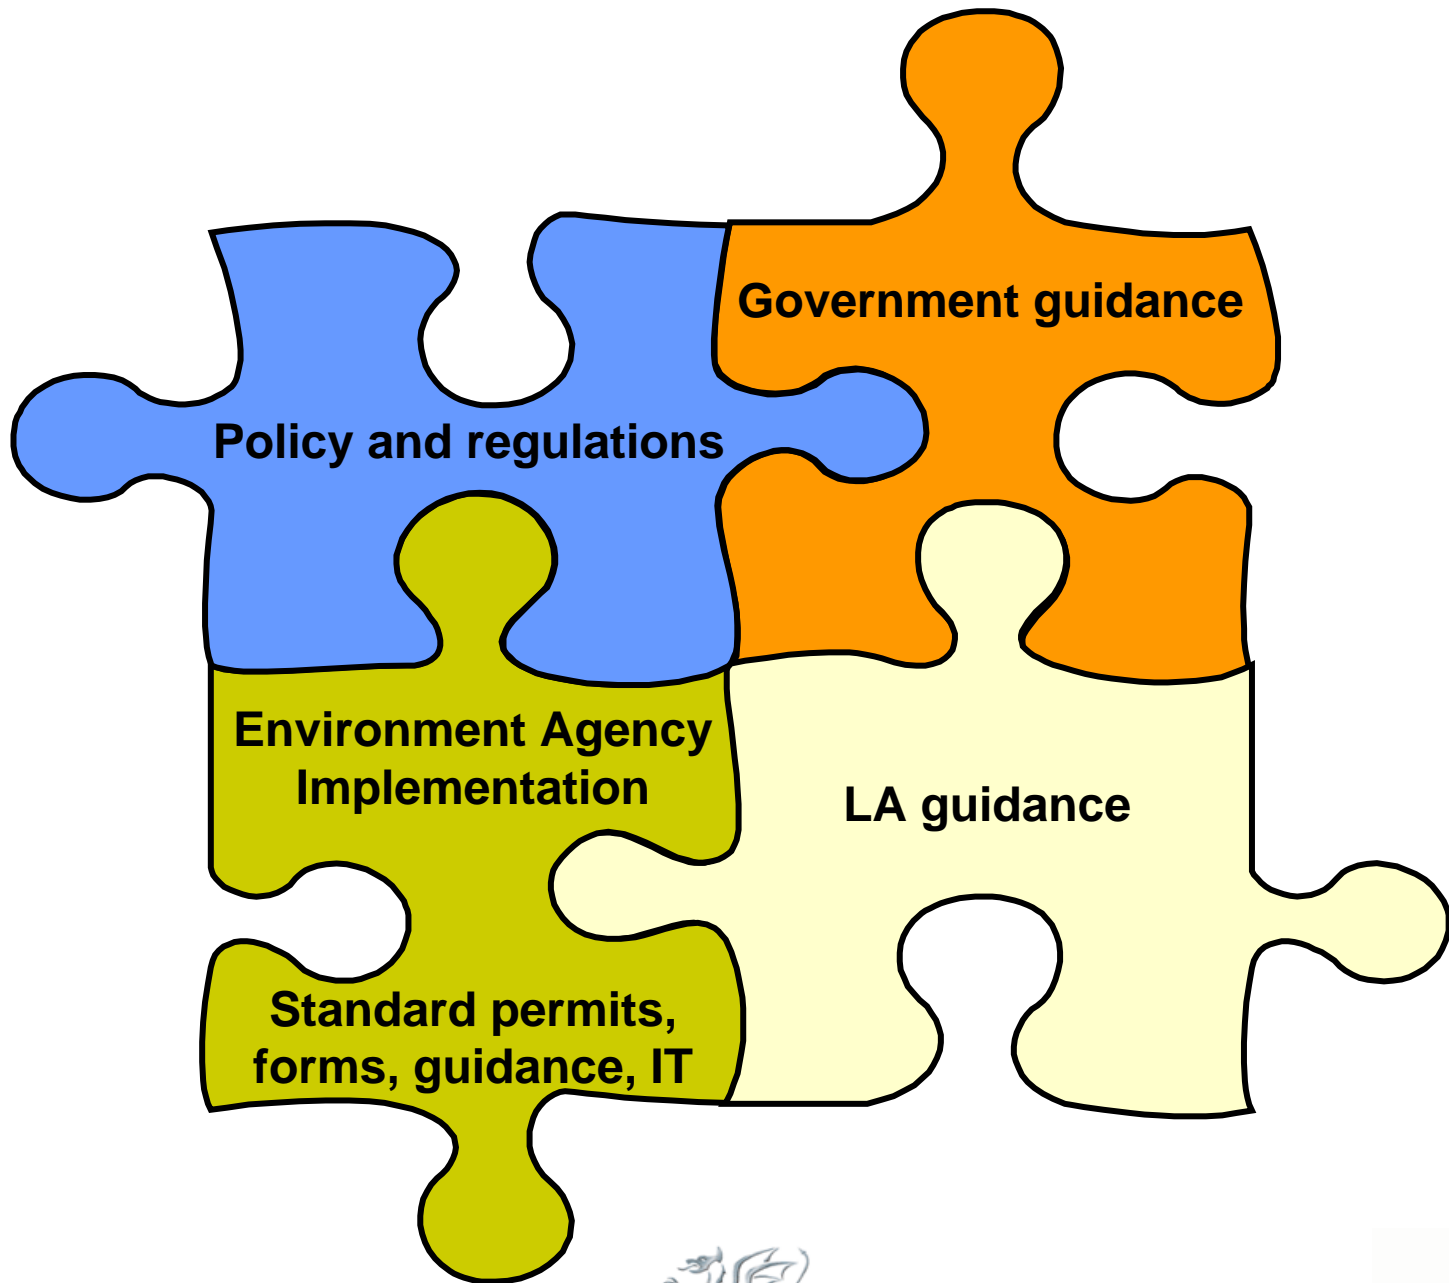 Government guidance
Policy and regulations
Environment Agency
Implementation
LA guidance
Standard permits,
forms, guidance, IT